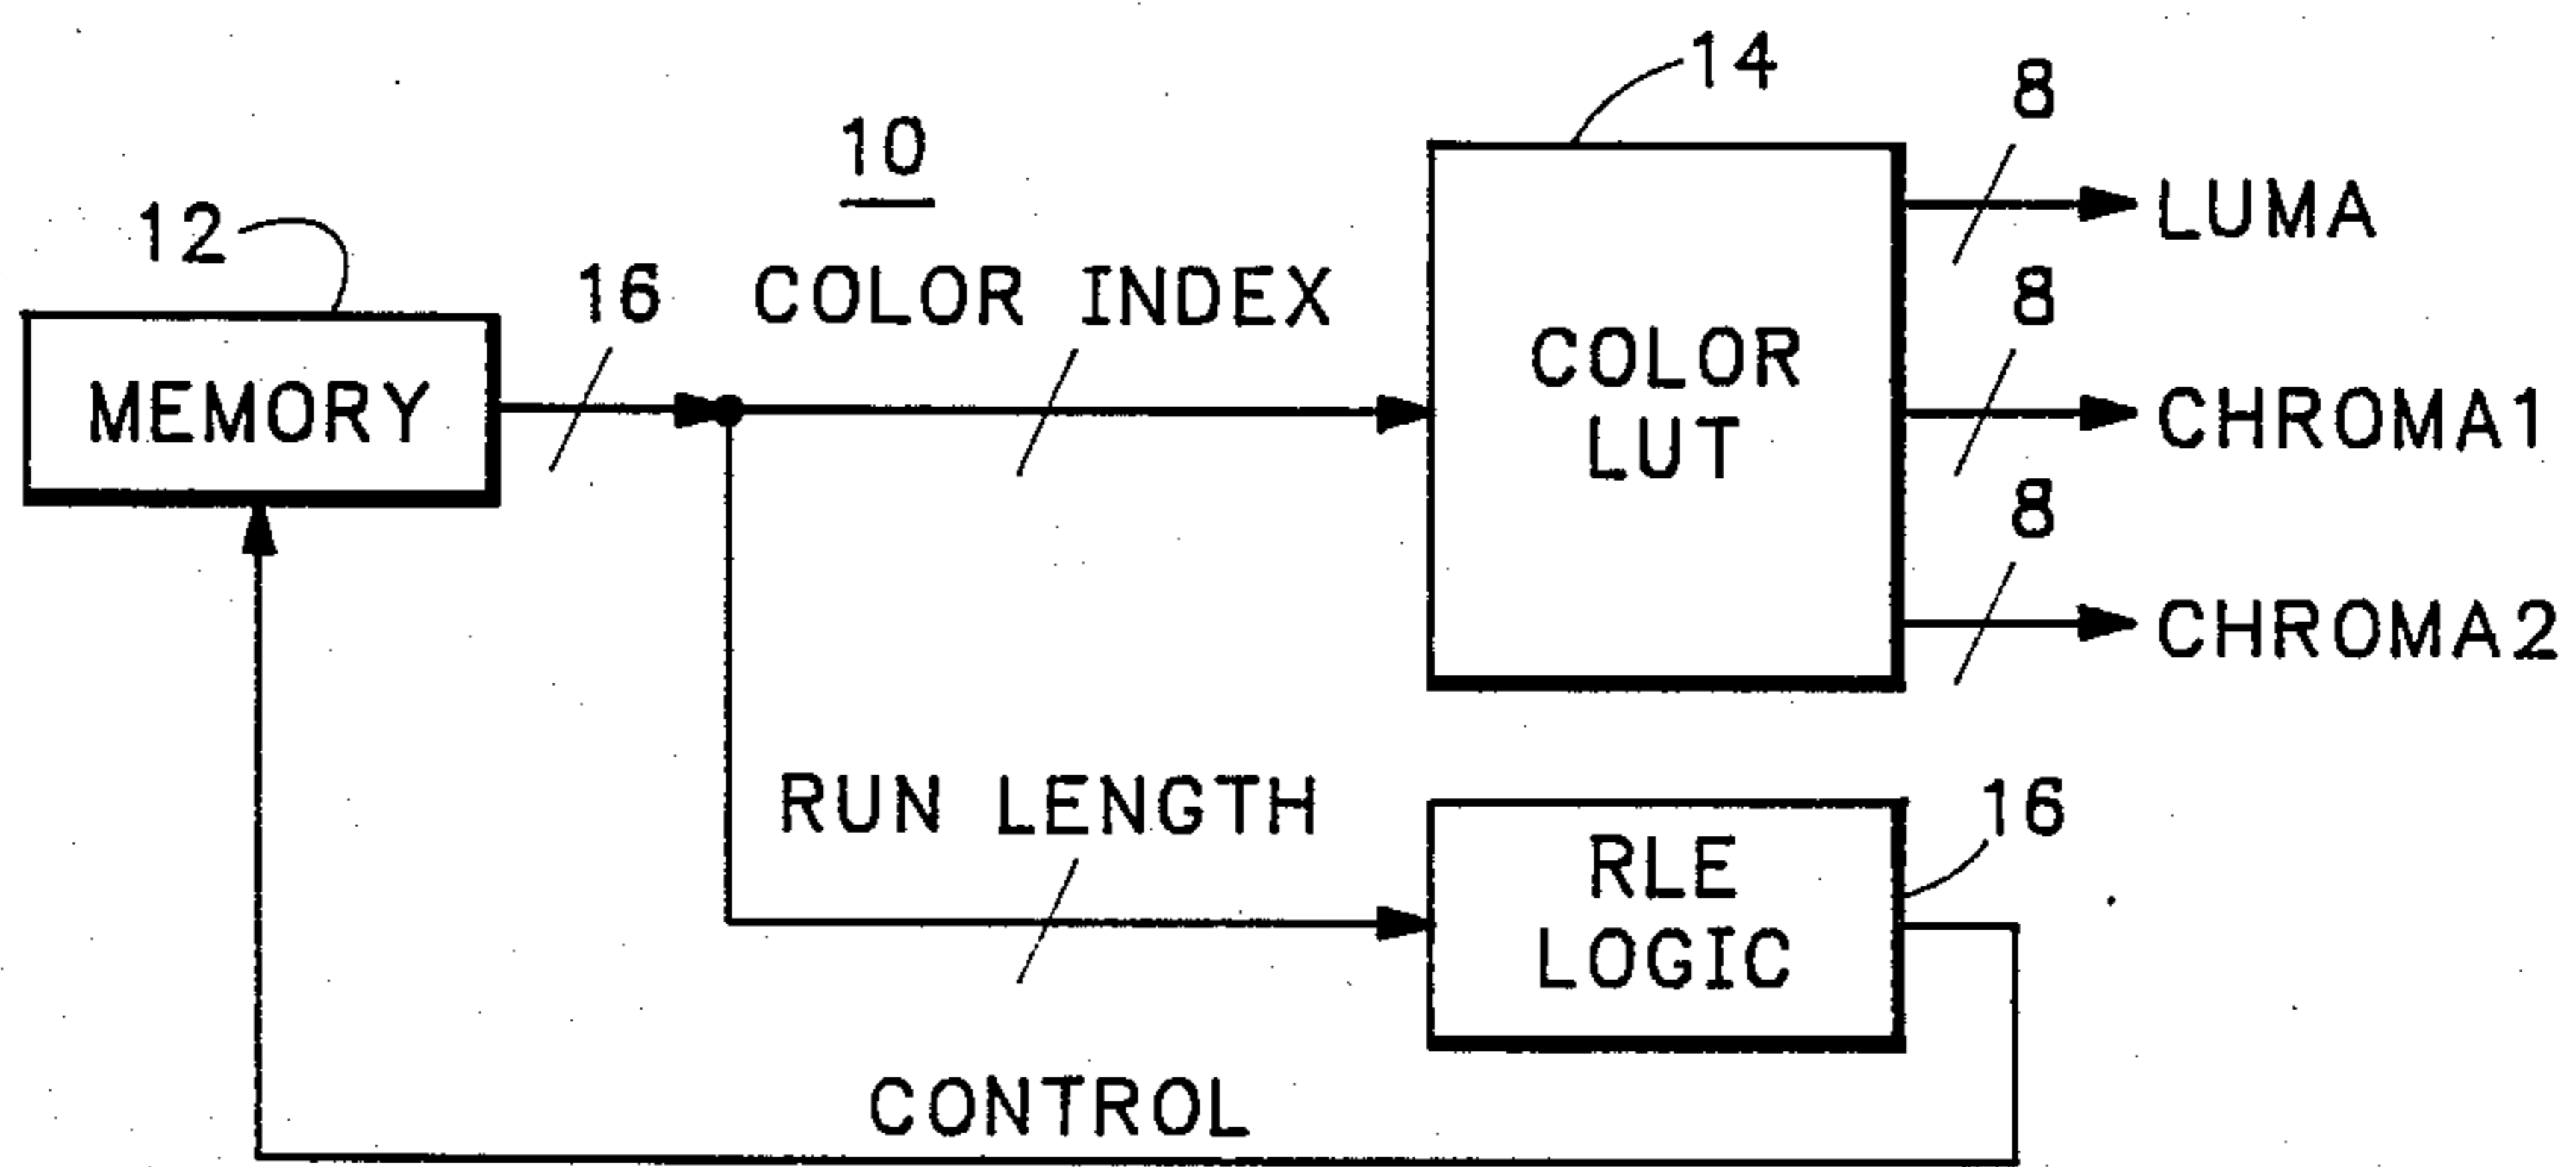 14
8
10
LUMA
12
16
COLOR INDEX
8
COLOR
LUT
MEMORY
CHROMA1
8
CHROMA2
RUN LENGTH
16
RLE
LOGIC
CONTROL